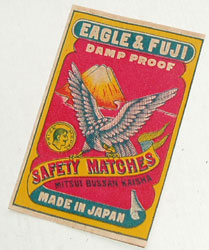 EAGLE & FUJI
DAMP PROOF
SAFETY MATCHES
MITSUI BUSSAN KAISHA
MADE IN JAPAN